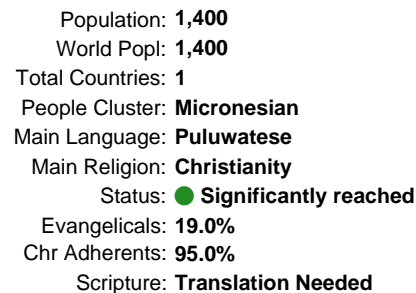 Population: 1,400
World Popl: 1,400
Total Countries: 1
People Cluster: Micronesian
Main Language: Puluwatese
Main Religion: Christianity
Status: Significantly reached
Evangelicals: 19.0%
Chr Adherents: 95.0%
Scripture: Translation Needed